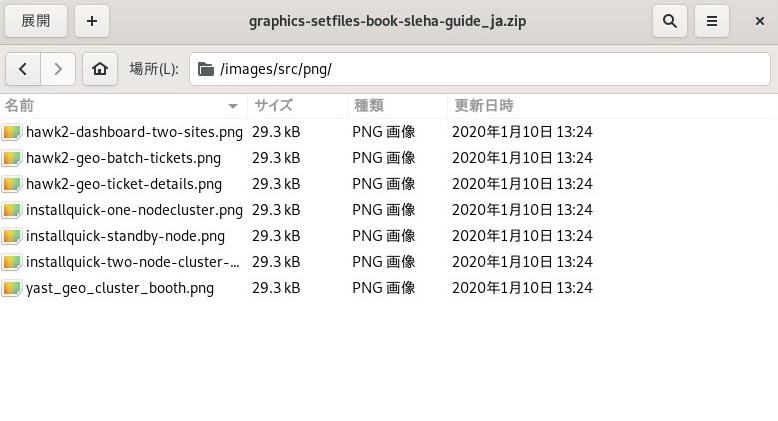 展開 + graphics-setfiles-book-sleha-guide_ja.zip
場所(L): /images/src/png/
名前 サイズ 種類 更新日時
hawk2-dashboard-two-sites.png 29.3 kB PNG 画像 2020年1月10日 13:24
hawk2-geo-batch-tickets.png 29.3 kB PNG 画像 2020年1月10日 13:24
hawk2-geo-ticket-details.png 29.3 kB PNG 画像 2020年1月10日 13:24
installquick-one-nodecluster.png 29.3 kB PNG 画像 2020年1月10日 13:24
installquick-standby-node.png 29.3 kB PNG 画像 2020年1月10日 13:24
installquick-two-node-cluster-... 29.3 kB PNG 画像 2020年1月10日 13:24
yast_geo_cluster_booth.png 29.3 kB PNG 画像 2020年1月10日 13:24